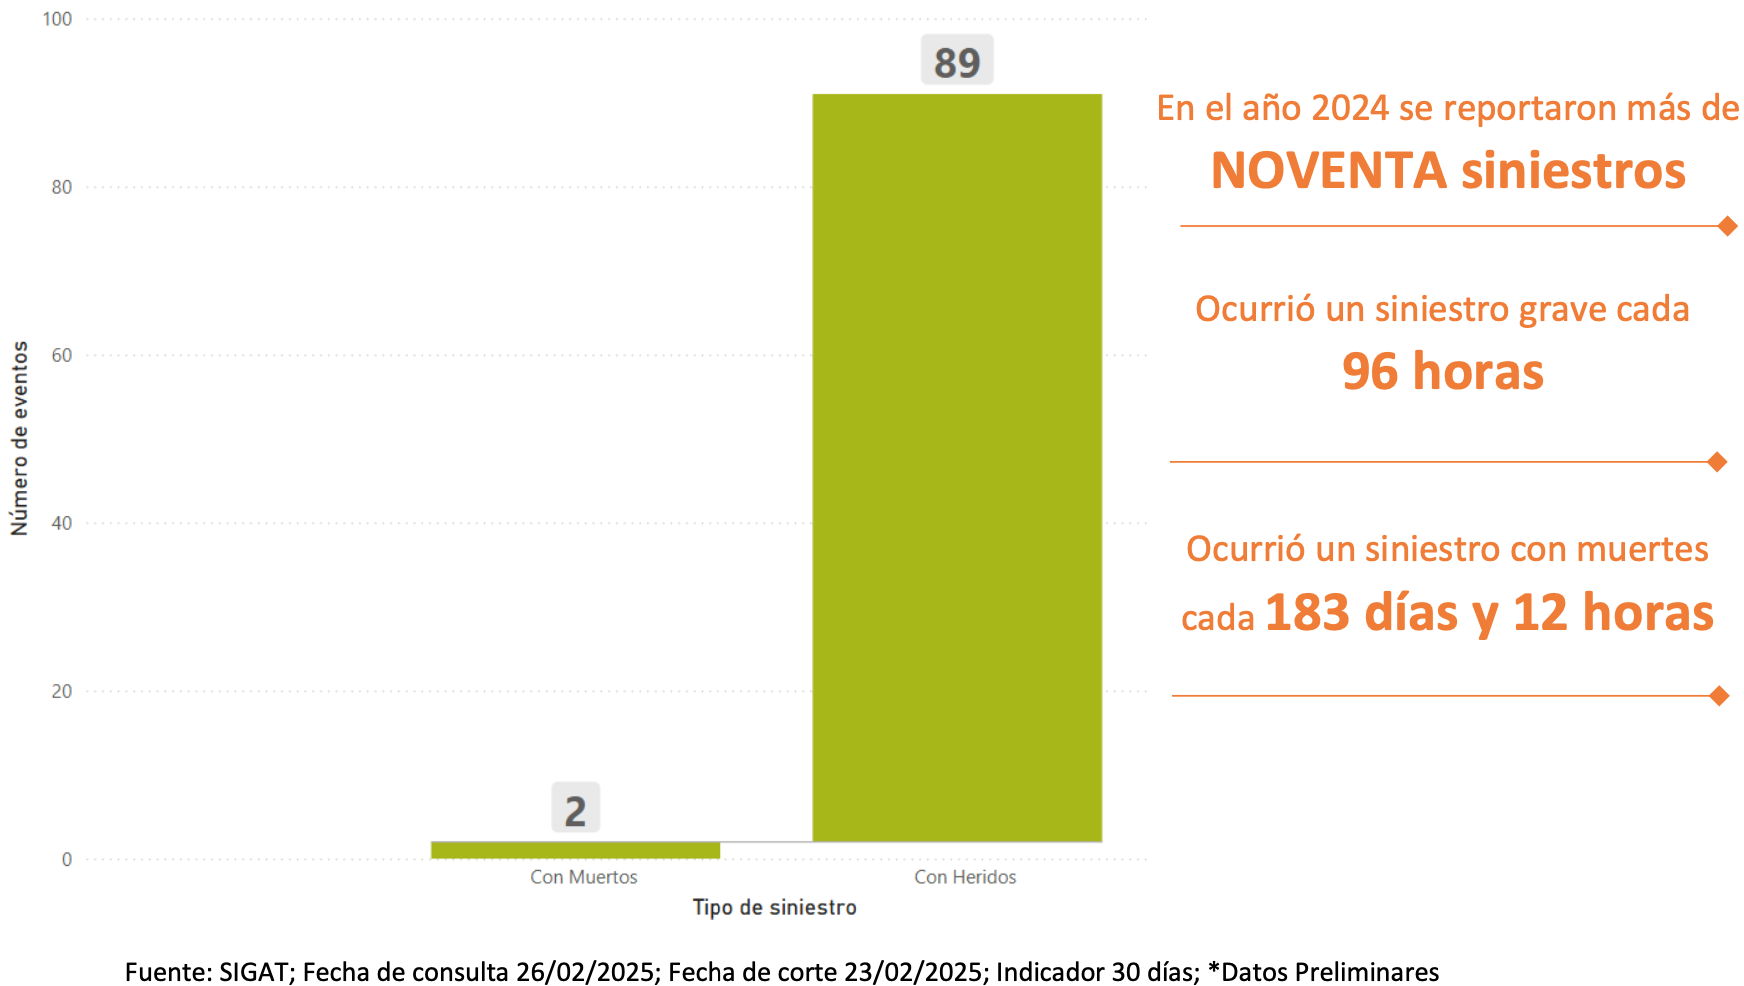 100
80
60
40
20
0
Número de eventos
89
2
Con Muertos
Con Heridos
Tipo de siniestro
En el año 2024 se reportaron más de
NOVENTA siniestros
Ocurrió un siniestro grave cada
96 horas
Ocurrió un siniestro con muertes
cada 183 días y 12 horas
Fuente: SIGAT; Fecha de consulta 26/02/2025; Fecha de corte 23/02/2025; Indicador 30 días; *Datos Preliminares